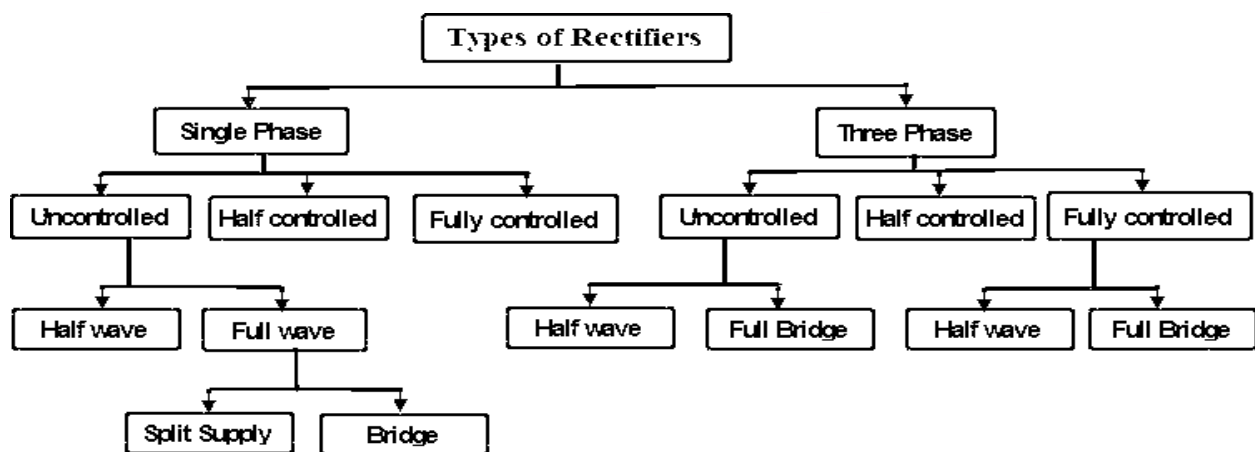 Types of Rectifiers
Single Phase
Three Phase
Uncontrolled
Half controlled
Fully controlled
Uncontrolled
Half controlled
Fully controlled
Half wave
Full wave
Half wave
Full Bridge
Half wave
Full Bridge
Split Supply
Bridge